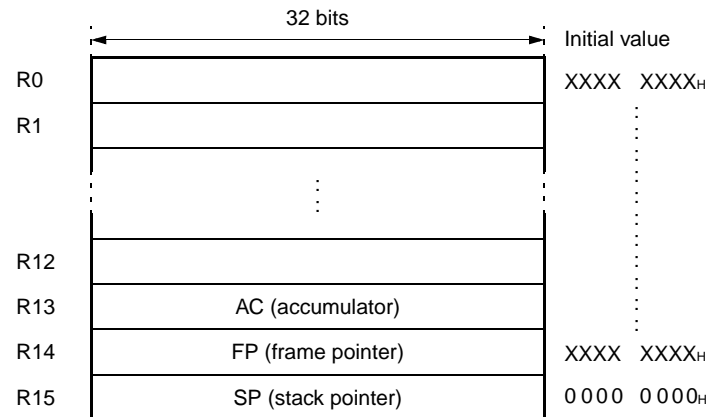 32 bits
Initial value
R0 XXXX XXXXH
R1
R12
R13 AC (accumulator)
R14 FP (frame pointer) XXXX XXXXH
R15 SP (stack pointer) 0000 0000H